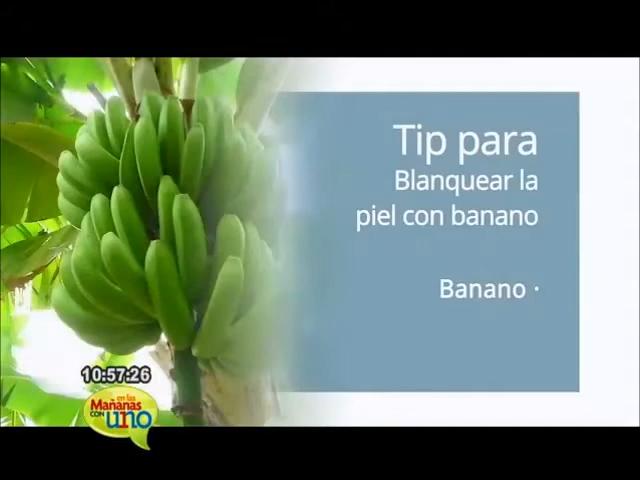 Tip para
Blanquear la
piel con banano
Banano ·
10:57:26
en las
Mañanas
CON
uno